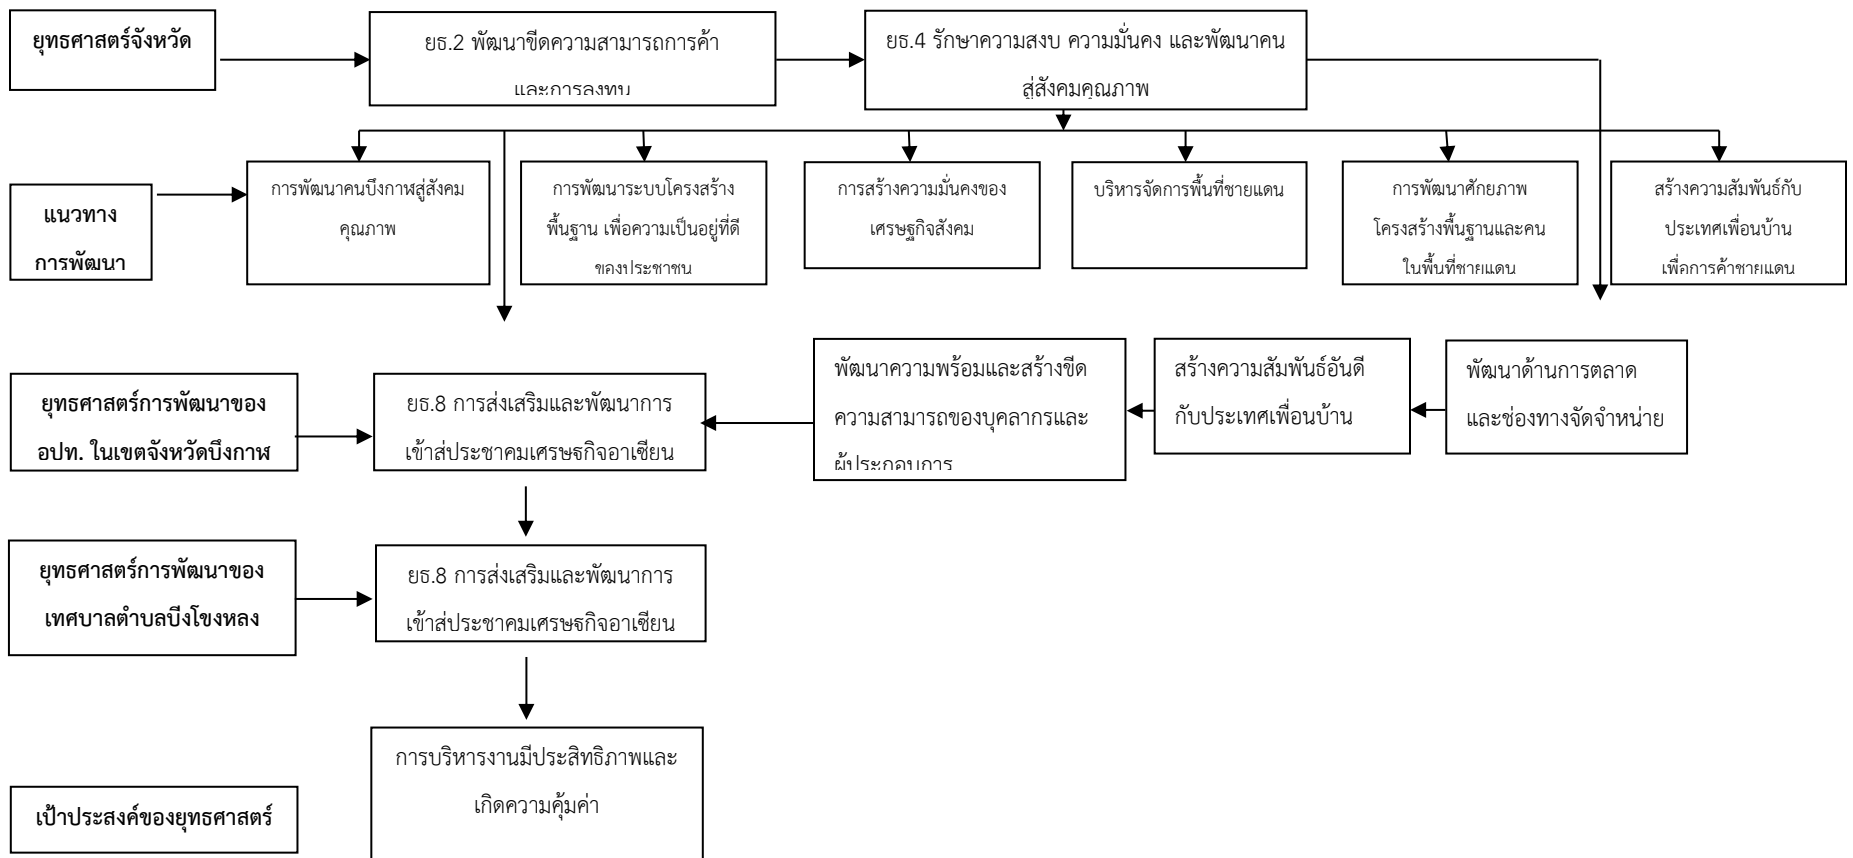 ยุทธศาสตร์จังหวัด
ยธ.2 พัฒนาขีดความสามารถการค้า
และการลงทุน
ยธ.4 รักษาความสงบ ความมั่นคง และพัฒนาคน
สู่สังคมคุณภาพ
แนวทาง
การพัฒนา
การพัฒนาคนบึงกาฬสู่สังคม
คุณภาพ
การพัฒนาระบบโครงสร้าง
พื้นฐาน เพื่อความเป็นอยู่ที่ดี
ของประชาชน
การสร้างความมั่นคงของ
เศรษฐกิจสังคม
บริหารจัดการพื้นที่ชายแดน
การพัฒนาศักยภาพ
โครงสร้างพื้นฐานและคน
ในพื้นที่ชายแดน
สร้างความสัมพันธ์กับ
ประเทศเพื่อนบ้าน
เพื่อการค้าชายแดน
ยุทธศาสตร์การพัฒนาของ
อปท. ในเขตจังหวัดบึงกาฬ
ยธ.8 การส่งเสริมและพัฒนาการ
เข้าสู่ประชาคมเศรษฐกิจอาเซียน
พัฒนาความพร้อมและสร้างขีด
ความสามารถของบุคลากรและ
ผู้ประกอบการ
สร้างความสัมพันธ์อันดี
กับประเทศเพื่อนบ้าน
พัฒนาด้านการตลาด
และช่องทางจัดจำหน่าย
ยุทธศาสตร์การพัฒนาของ
เทศบาลตำบลบึงโขงหลง
ยธ.8 การส่งเสริมและพัฒนาการ
เข้าสู่ประชาคมเศรษฐกิจอาเซียน
เป้าประสงค์ของยุทธศาสตร์
การบริหารงานมีประสิทธิภาพและ
เกิดความคุ้มค่า